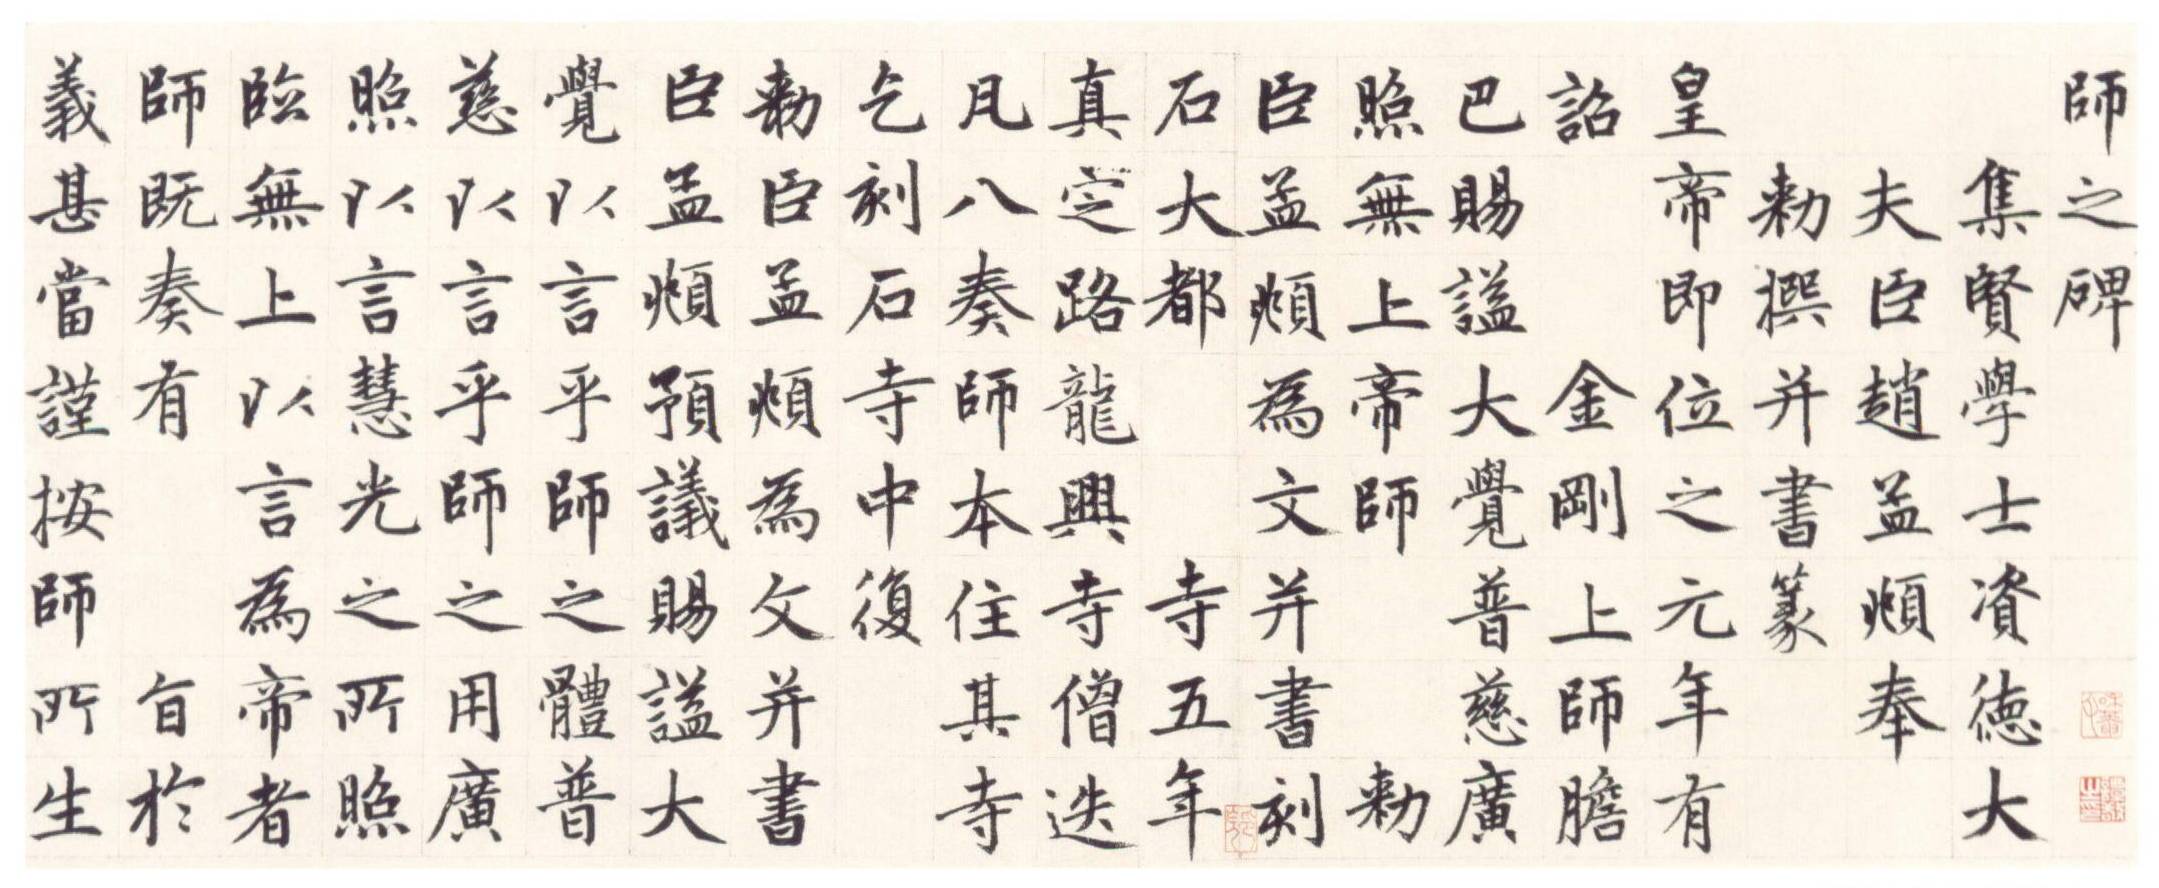 師之碑
集賢學士資德大
夫臣趙孟頫奉
勅撰并書篆
皇帝即位之元年有
詔金剛上師膽
巴賜謚大覺普慈廣
照無上帝師勅
臣孟頫為文并書刻
石大都寺五年
真定路龍興寺僧迭
凡八奏師本住其寺
乞刻石寺中復
勅臣孟頫為文并書
臣孟頫預議賜謚大
覺以言乎師之體普
慈以言乎師之用廣
照以言慧光之所照
臨無上以言為帝者
師既奏有旨於
義甚當謹按師所生